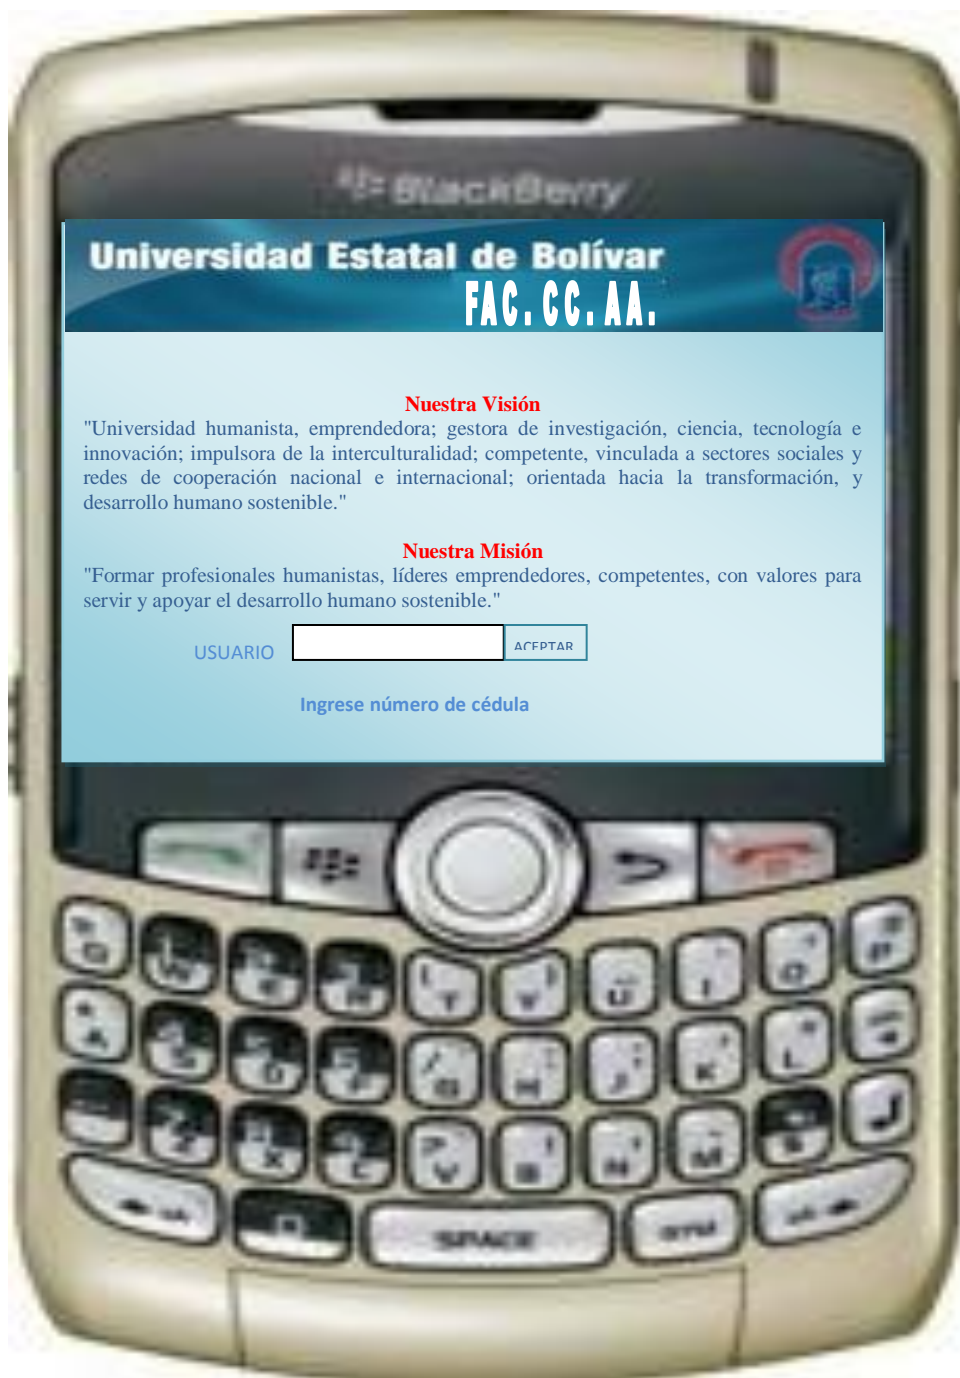 BlackBerry
Universidad Estatal de Bolívar
FAC. CC. AA.
Nuestra Visión
"Universidad humanista, emprendedora; gestora de investigación, ciencia, tecnología e
innovación; impulsora de la interculturalidad; competente, vinculada a sectores sociales y
redes de cooperación nacional e internacional; orientada hacia la transformación, y
desarrollo humano sostenible."
Nuestra Misión
"Formar profesionales humanistas, líderes emprendedores, competentes, con valores para
servir y apoyar el desarrollo humano sostenible."
USUARIO ACEPTAR
Ingrese número de cédula
SPACE